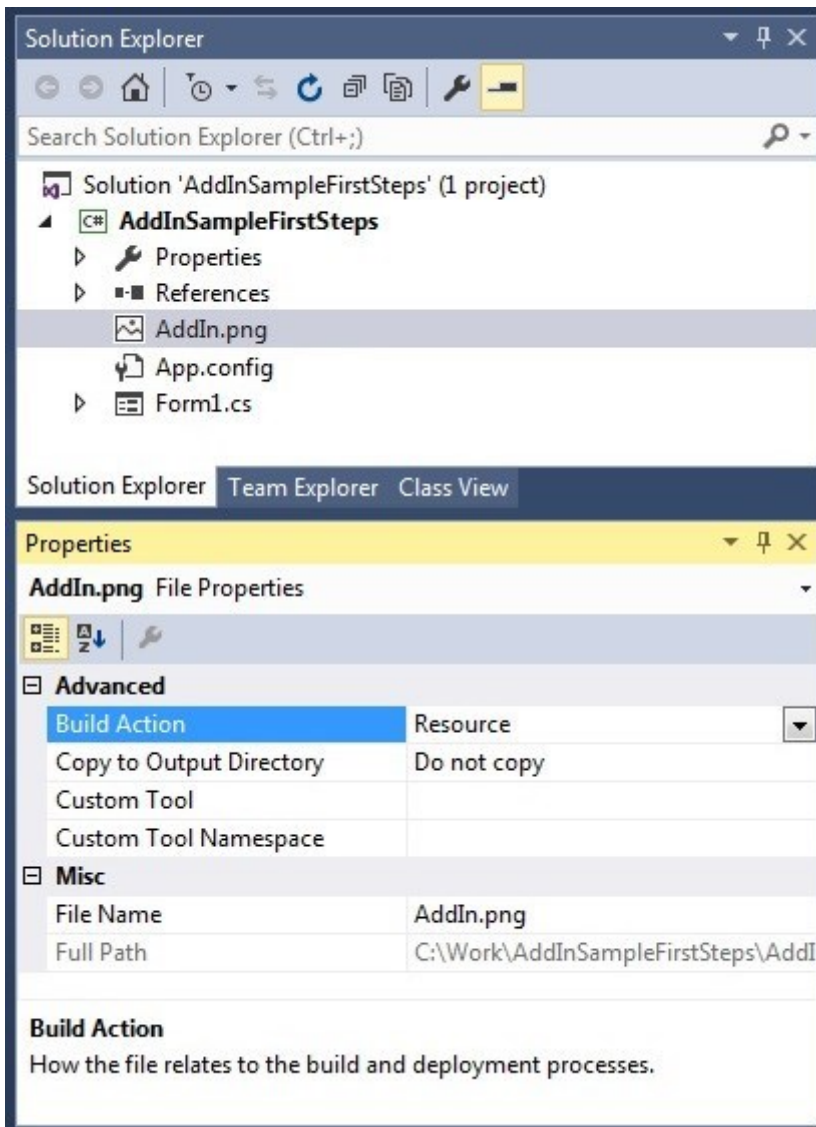 Solution Explorer
Search Solution Explorer (Ctrl+;)
Solution 'AddInSampleFirstSteps' (1 project)
C# AddInSampleFirstSteps
Properties
References
AddIn.png
App.config
Form1.cs
Solution Explorer Team Explorer Class View
Properties
AddIn.png File Properties
Advanced
Build Action Resource
Copy to Output Directory Do not copy
Custom Tool
Custom Tool Namespace
Misc
File Name AddIn.png
Full Path C:\Work\AddInSampleFirstSteps\AddI
Build Action
How the file relates to the build and deployment processes.